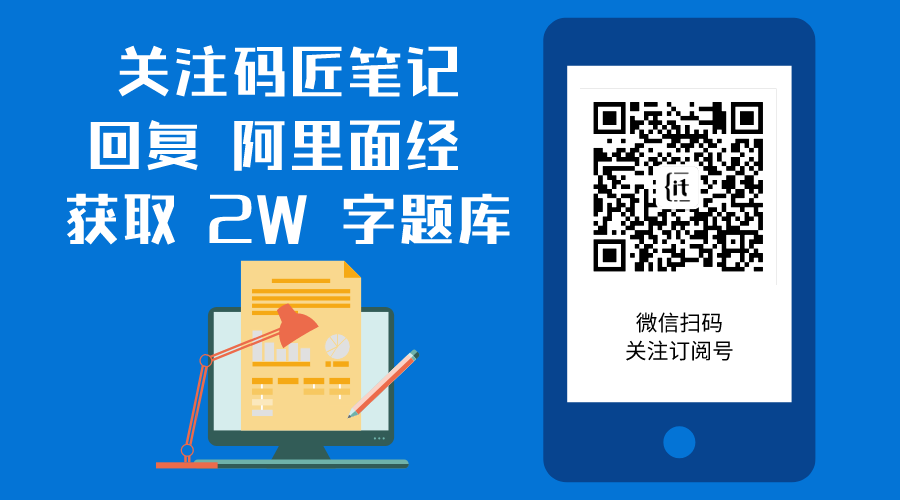 关注码匠笔记
回复 阿里面经
获取 2W 字题库
{it
微信扫码
关注订阅号